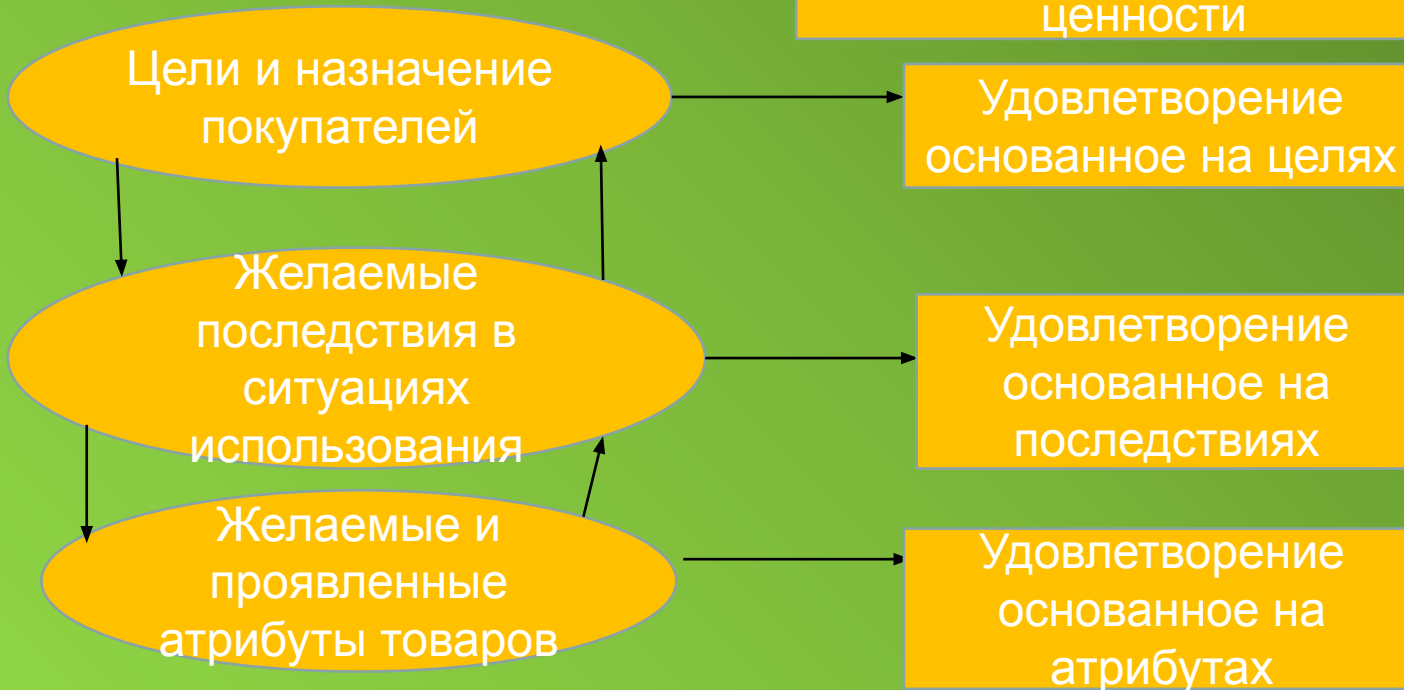 ценности
Цели и назначение
покупателей
Удовлетворение
основанное на целях
Желаемые
последствия в
ситуациях
использования
Удовлетворение
основанное на
последствиях
Желаемые и
проявленные
атрибуты товаров
Удовлетворение
основанное на
атрибутах